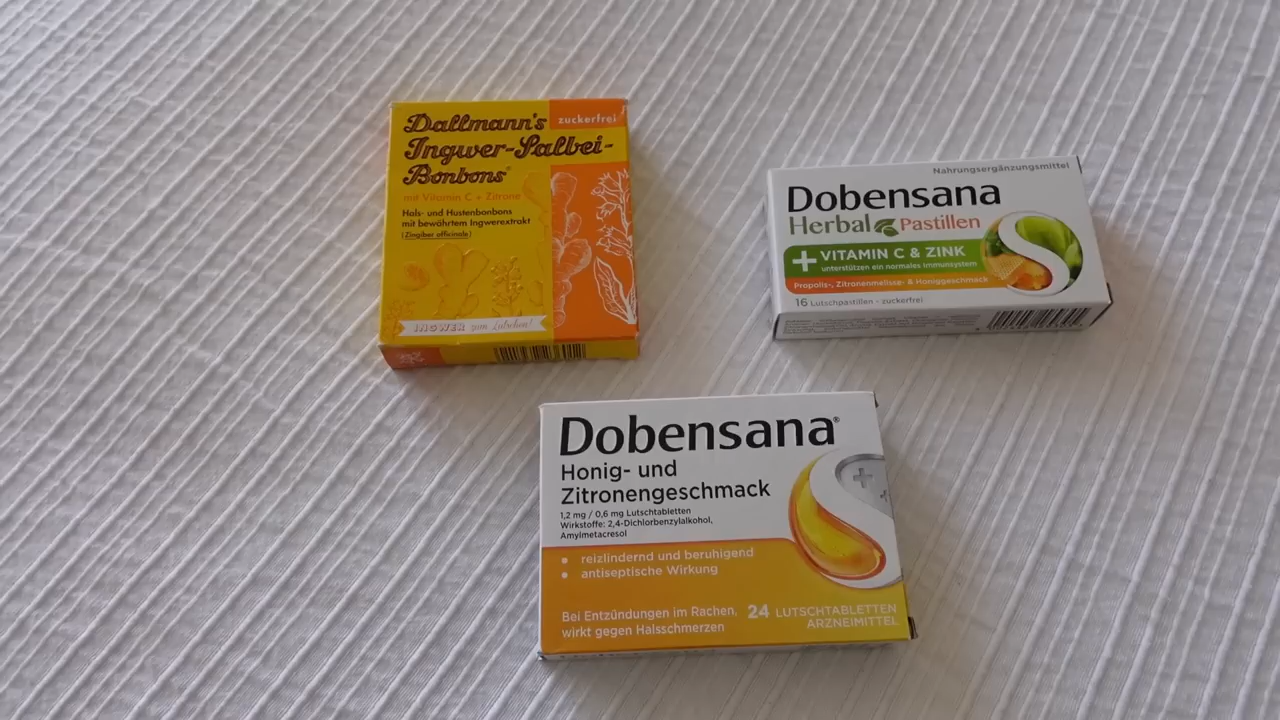 Dallmann's
zuckerfrei
Ingwer-Salbei-
Bonbons®
mit Vitamin C + Zitrone
Hals- und Hustenbonbons
mit bewährtem Ingwerextrakt
(Zingiber officinale)
INGWER zum Lutschen!
Nahrungsergänzungsmittel
Dobensana
Herbal Pastillen
+ VITAMIN C & ZINK
unterstützen ein normales Immunsystem
Propolis-, Zitronenmelisse- & Honiggeschmack
16 Lutschpastillen - zuckerfrei
Dobensana®
Honig- und
Zitronengeschmack
1,2 mg / 0,6 mg Lutschtabletten
Wirkstoffe: 2,4-Dichlorbenzylalkohol,
Amylmetacresol
• reizlindernd und beruhigend
• antiseptische Wirkung
Bei Entzündungen im Rachen,
wirkt gegen Halsschmerzen
24 LUTSCHTABLETTEN
ARZNEIMITTEL